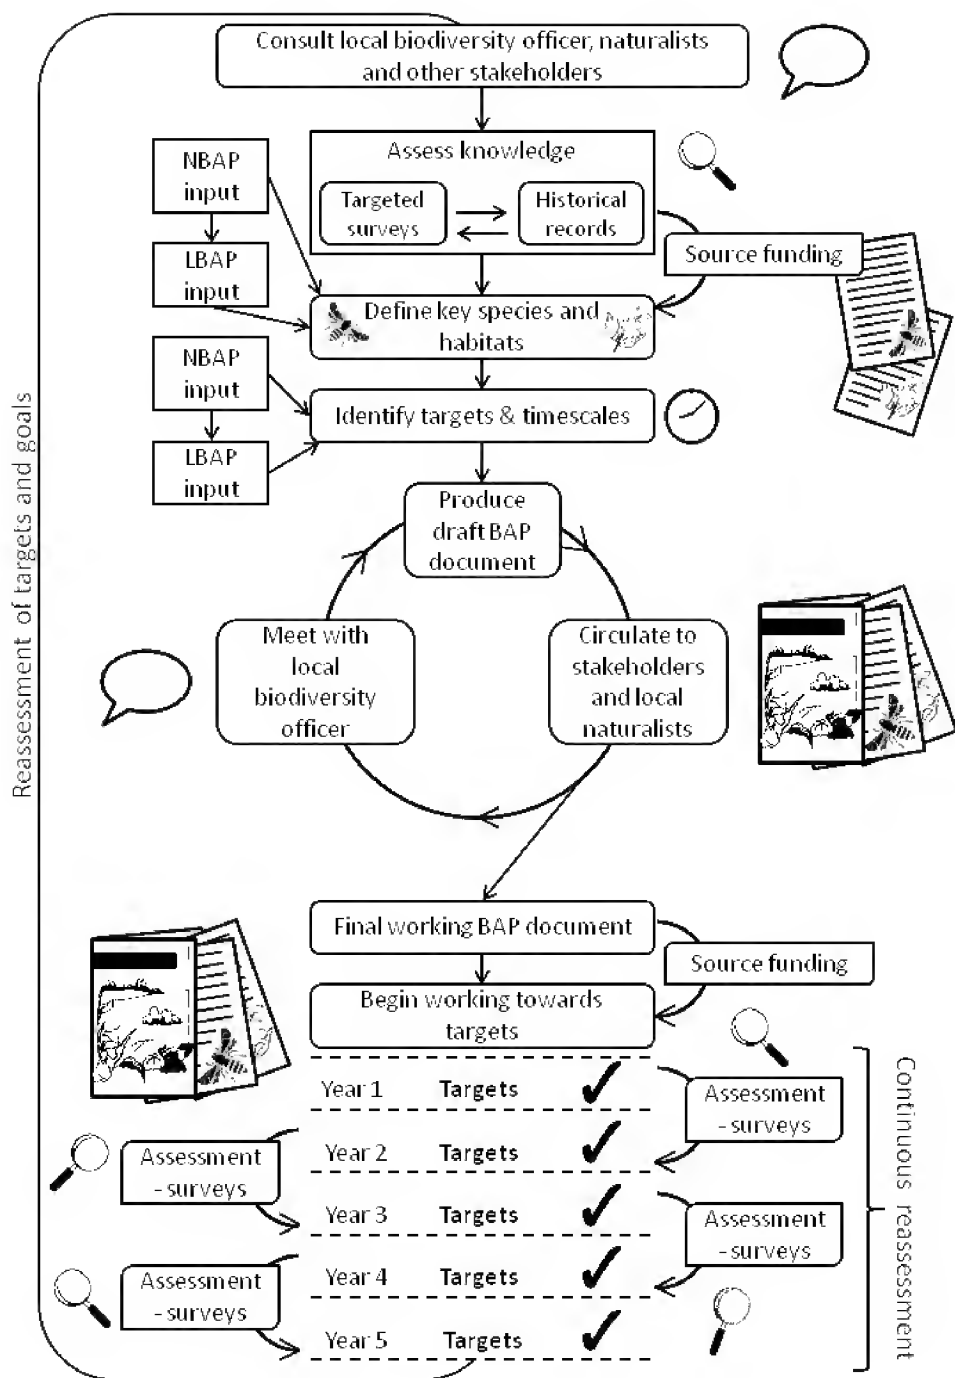 Consult local biodiversity officer, naturalists
and other stakeholders
Assess knowledge
Targeted
surveys
Historical
records
NBAP
input
LBAP
input
Source funding
Define key species and
habitats
NBAP
input
LBAP
input
Identify targets & timescales
Produce
draft BAP
document
Meet with
local
biodiversity
officer
Circulate to
stakeholders
and local
naturalists
Reassessment of targets and goals
Final working BAP document
Source funding
Begin working towards
targets
Year 1 Targets
Assessment
- surveys
Year 2 Targets
Assessment
- surveys
Year 3 Targets
Assessment
- surveys
Year 4 Targets
Assessment
- surveys
Year 5 Targets
Continuous reassessment